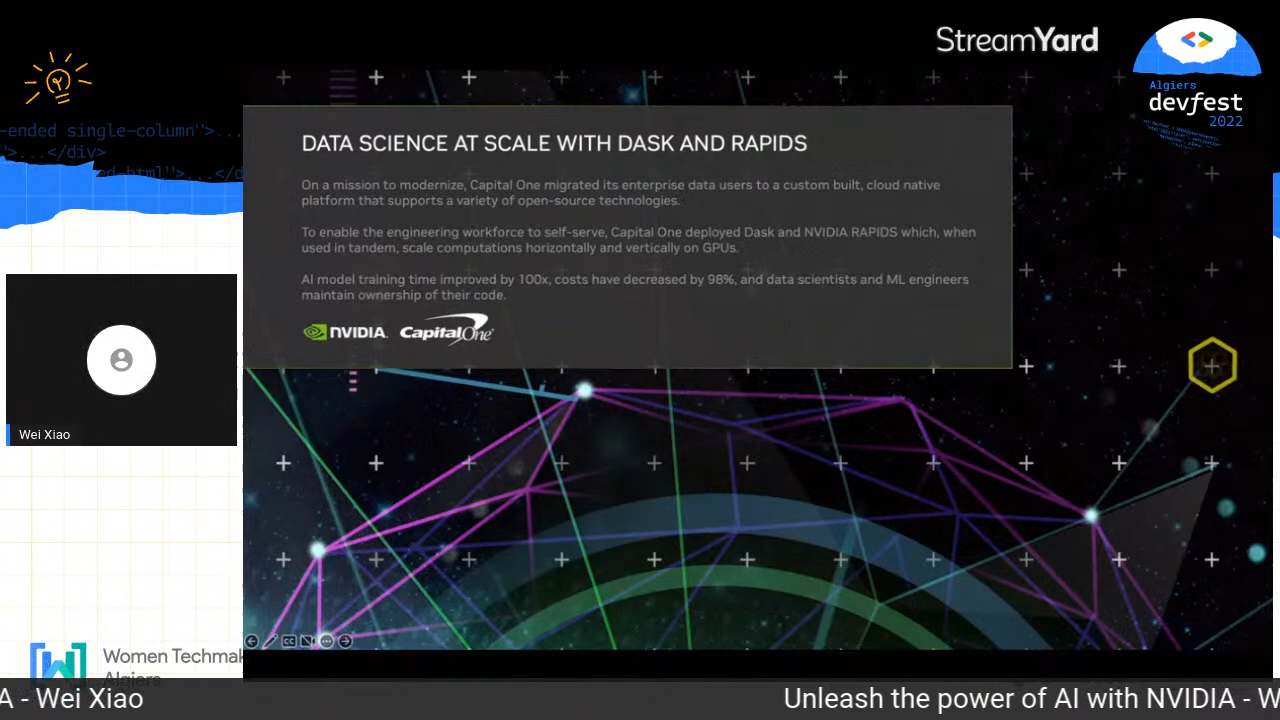 StreamYard
Algiers
devfest
2022
-ended single-column">...
">...</div>
ed-html">...</d
DATA SCIENCE AT SCALE WITH DASK AND RAPIDS
On a mission to modernize, Capital One migrated its enterprise data users to a custom built, cloud native
platform that supports a variety of open-source technologies.
To enable the engineering workforce to self-serve, Capital One deployed Dask and NVIDIA RAPIDS which, when
used in tandem, scale computations horizontally and vertically on GPUs.
AI model training time improved by 100x, costs have decreased by 98%, and data scientists and ML engineers
maintain ownership of their code.
NVIDIA. CapitalOne
Wei Xiao
CC
Women Techmak
Algiers
A - Wei Xiao
Unleash the power of AI with NVIDIA - W